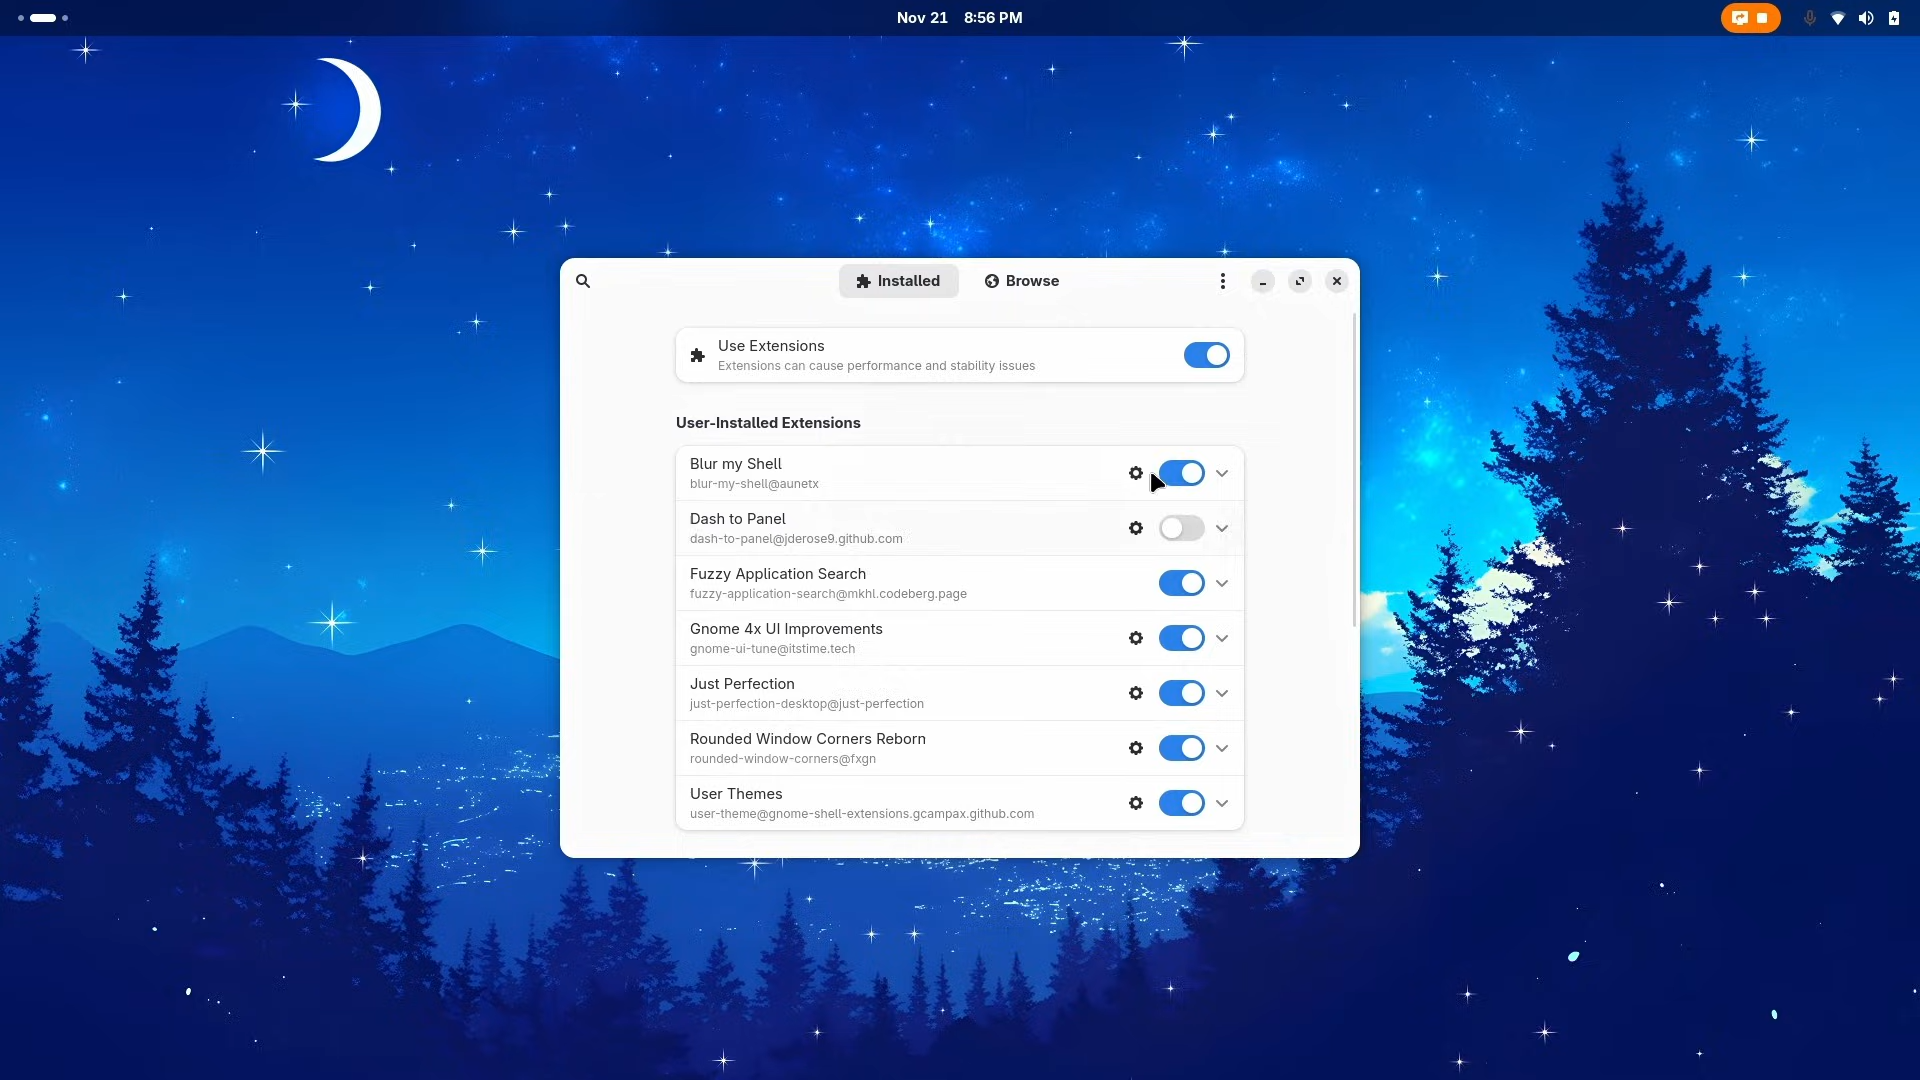 Nov 21 8:56 PM
Installed
Browse
Use Extensions
Extensions can cause performance and stability issues
User-Installed Extensions
Blur my Shell
blur-my-shell@aunetx
Dash to Panel
dash-to-panel@jderose9.github.com
Fuzzy Application Search
fuzzy-application-search@mkhl.codeberg.page
Gnome 4x UI Improvements
gnome-ui-tune@itstime.tech
Just Perfection
just-perfection-desktop@just-perfection
Rounded Window Corners Reborn
rounded-window-corners@fxgn
User Themes
user-theme@gnome-shell-extensions.gcampax.github.com